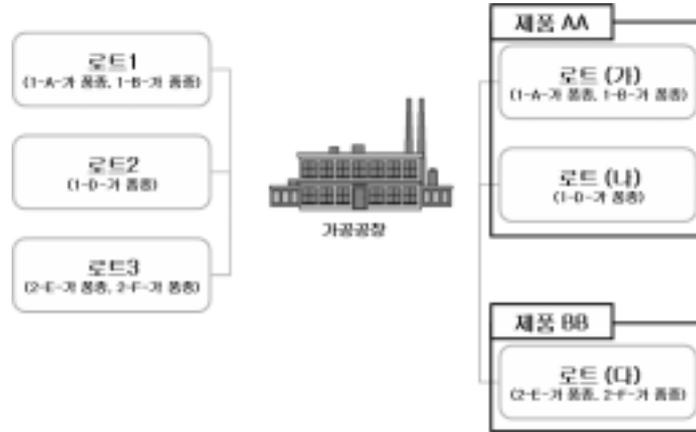 로트1
(1-A-가 품종, 1-B-가 품종)
로트2
(1-D-가 품종)
로트3
(2-E-가 품종, 2-F-가 품종)
가공공장
제품 AA
로트 (가)
(1-A-가 품종, 1-B-가 품종)
로트 (나)
(1-D-가 품종)
제품 BB
로트 (다)
(2-E-가 품종, 2-F-가 품종)